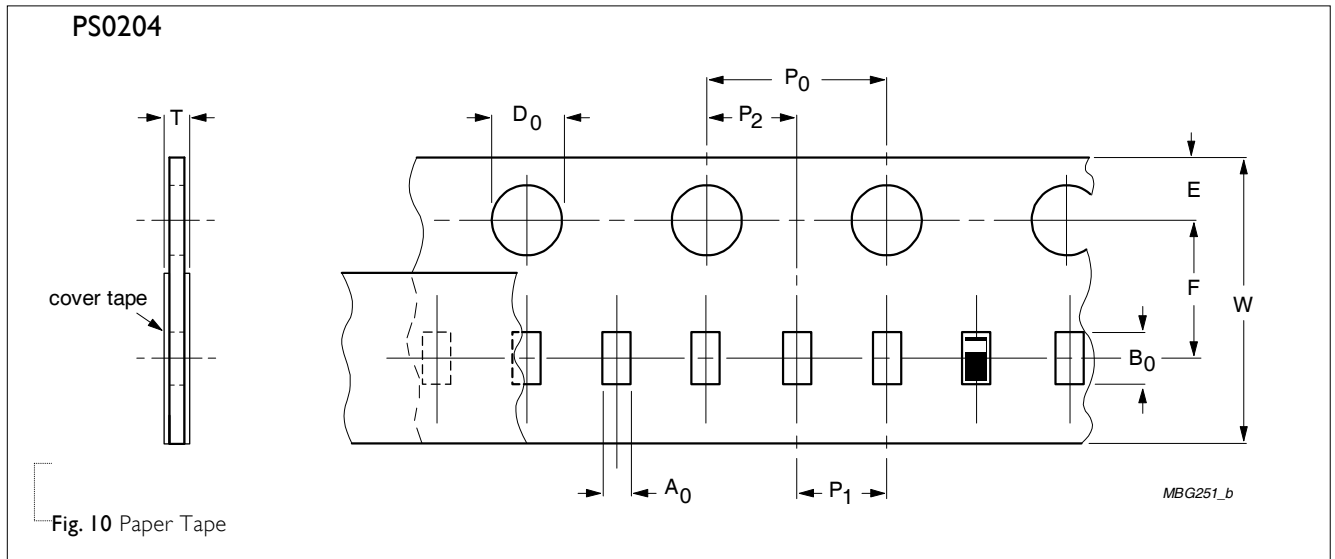 PS0204
P0
T
D0
P2
E
F
W
cover tape
B0
A0
P1
MBG251_b
Fig. 10 Paper Tape